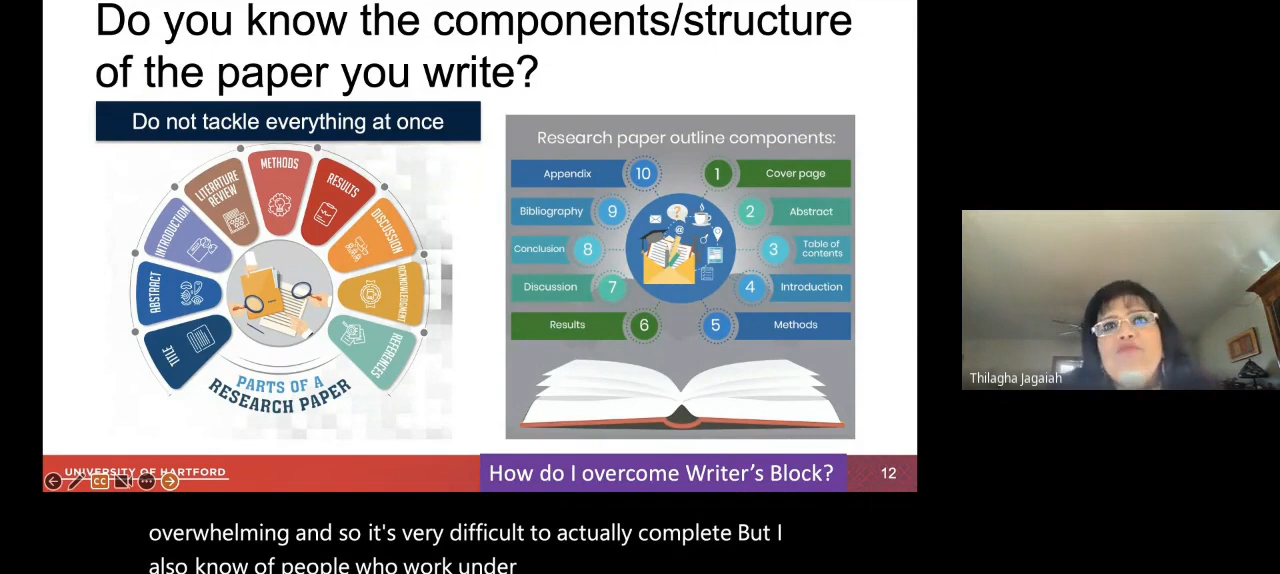 Do you know the components/structure
of the paper you write?
Do not tackle everything at once
TITLE
ABSTRACT
INTRODUCTION
LITERATURE
REVIEW
METHODS
RESULTS
DISCUSSION
ACKNOWLEDGMENT
REFERENCES
PARTS OF A
RESEARCH PAPER
Research paper outline components:
1 Cover page
2 Abstract
3 Table of
contents
4 Introduction
5 Methods
6 Results
7 Discussion
8 Conclusion
9 Bibliography
10 Appendix
Thilagha Jagaiah
UNIVERSITY OF HARTFORD
CC
How do I overcome Writer's Block?
12
overwhelming and so it's very difficult to actually complete But I
also know of people who work under